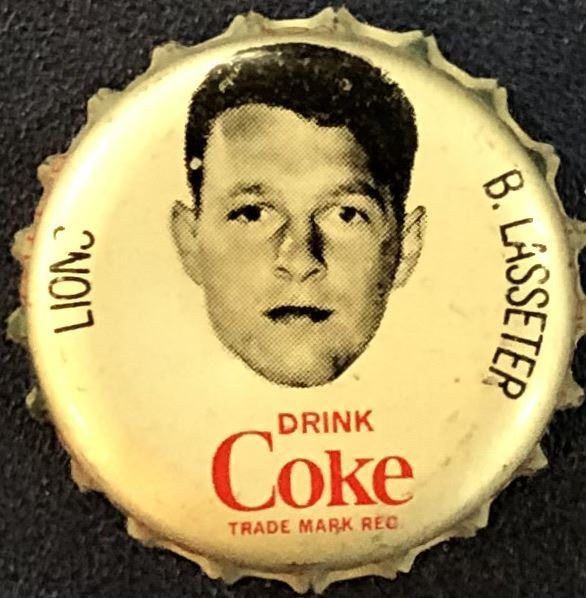 LIONS
B. LASSETER
DRINK
Coke
TRADE MARK REG